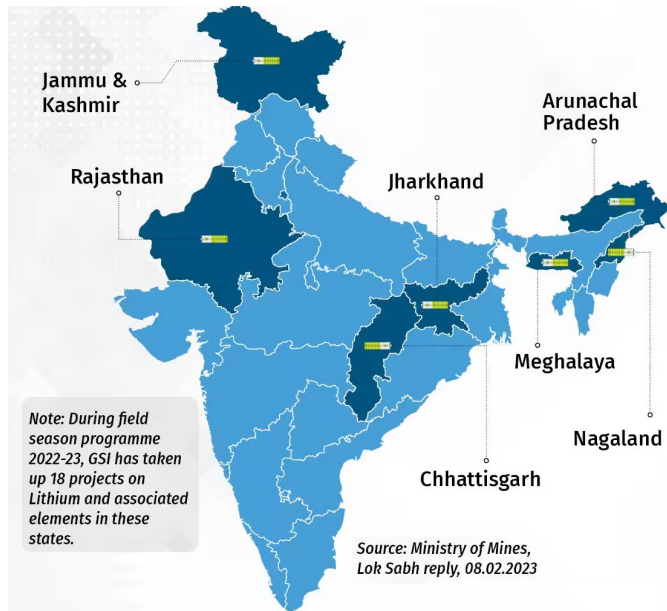 Jammu &
Kashmir
Arunachal
Pradesh
Rajasthan
Jharkhand
Meghalaya
Nagaland
Chhattisgarh
Note: During field
season programme
2022-23, GSI has taken
up 18 projects on
Lithium and associated
elements in these
states.
Source: Ministry of Mines,
Lok Sabh reply, 08.02.2023